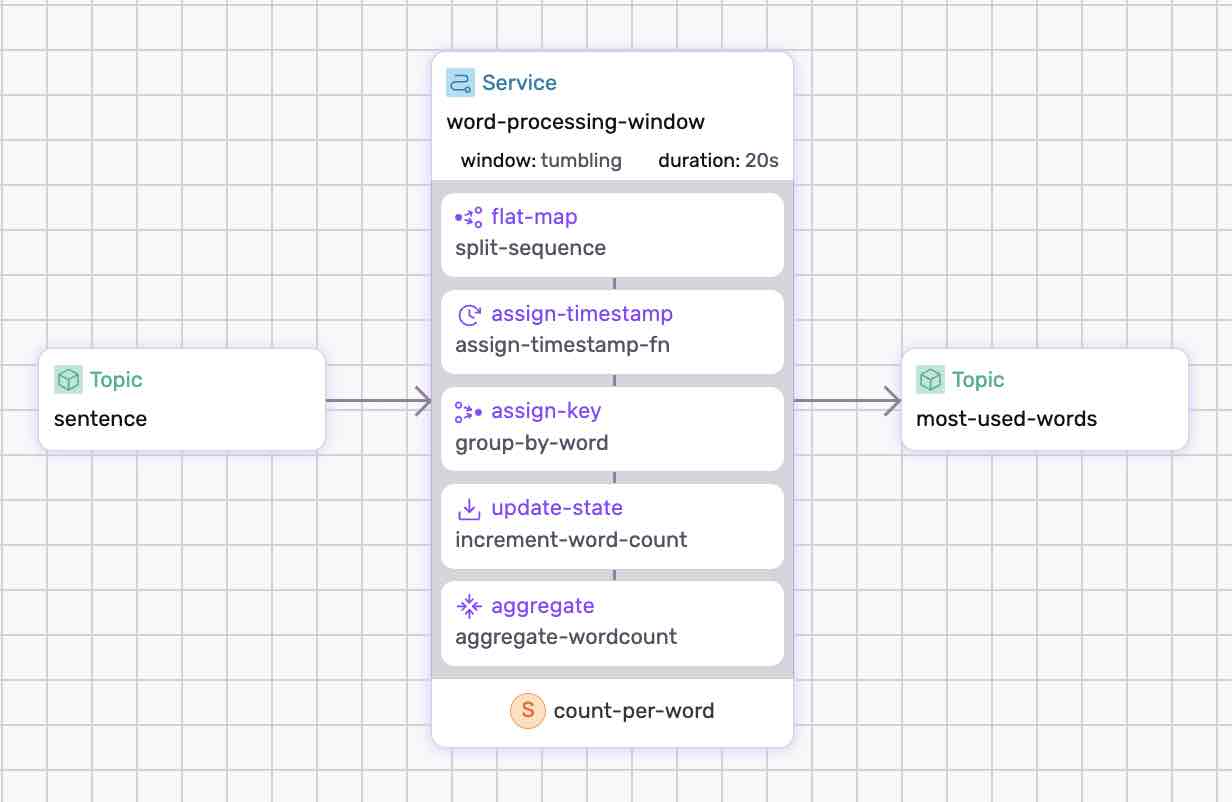 Topic
sentence
Service
word-processing-window
window: tumbling duration: 20s
flat-map
split-sequence
assign-timestamp
assign-timestamp-fn
assign-key
group-by-word
update-state
increment-word-count
aggregate
aggregate-wordcount
S count-per-word
Topic
most-used-words